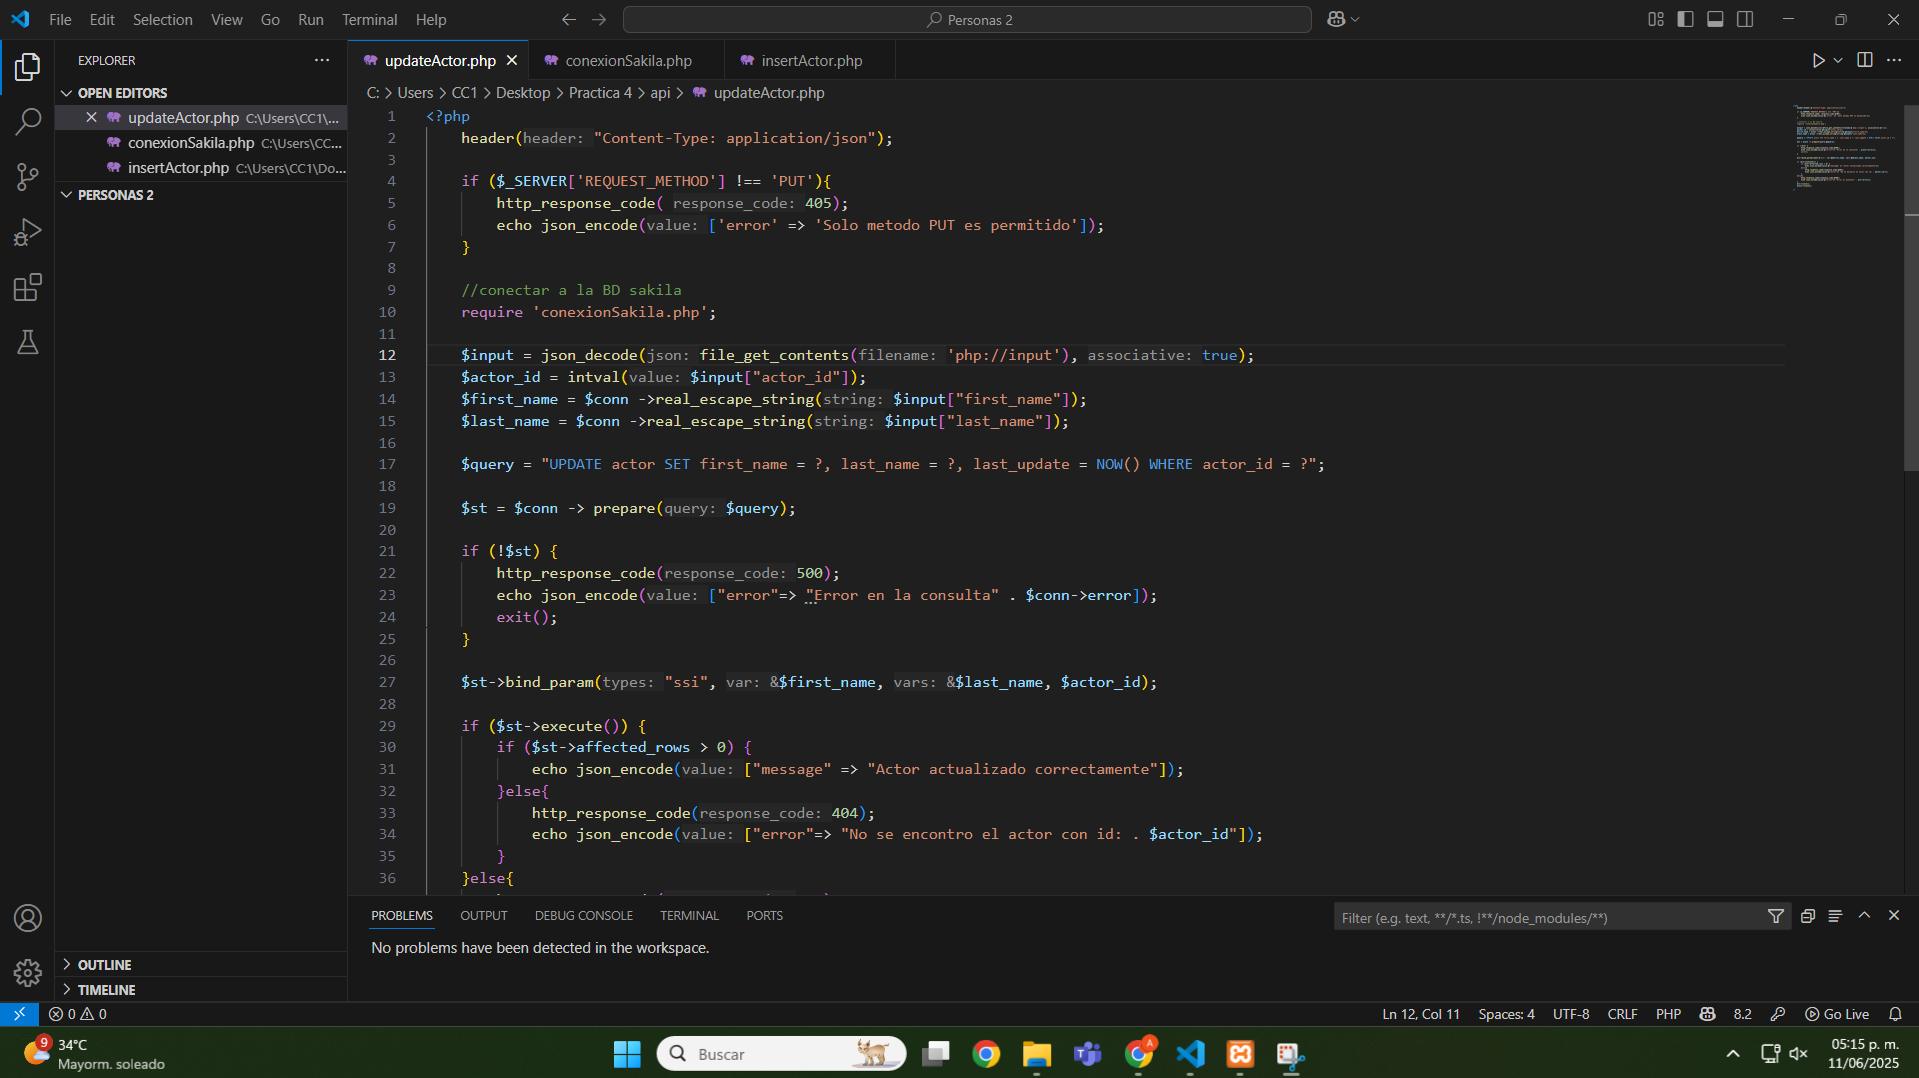 File Edit Selection View Go Run Terminal Help
Personas 2
EXPLORER
OPEN EDITORS
updateActor.php C:\Users\CC1\...
conexionSakila.php C:\Users\CC...
insertActor.php C:\Users\CC1\Do...
PERSONAS 2
OUTLINE
TIMELINE
updateActor.php
conexionSakila.php
insertActor.php
C: > Users > CC1 > Desktop > Practica 4 > api > updateActor.php
1 <?php
2 header(header: "Content-Type: application/json");
3
4 if ($_SERVER['REQUEST_METHOD'] !== 'PUT'){
5 http_response_code( response_code: 405);
6 echo json_encode(value: ['error' => 'Solo metodo PUT es permitido']);
7 }
8
9 //conectar a la BD sakila
10 require 'conexionSakila.php';
11
12 $input = json_decode(json: file_get_contents(filename: 'php://input'), associative: true);
13 $actor_id = intval(value: $input["actor_id"]);
14 $first_name = $conn ->real_escape_string(string: $input["first_name"]);
15 $last_name = $conn ->real_escape_string(string: $input["last_name"]);
16
17 $query = "UPDATE actor SET first_name = ?, last_name = ?, last_update = NOW() WHERE actor_id = ?";
18
19 $st = $conn -> prepare(query: $query);
20
21 if (!$st) {
22 http_response_code(response_code: 500);
23 echo json_encode(value: ["error"=> "Error en la consulta" . $conn->error]);
24 exit();
25 }
26
27 $st->bind_param(types: "ssi", var: &$first_name, vars: &$last_name, $actor_id);
28
29 if ($st->execute()) {
30 if ($st->affected_rows > 0) {
31 echo json_encode(value: ["message" => "Actor actualizado correctamente"]);
32 }else{
33 http_response_code(response_code: 404);
34 echo json_encode(value: ["error"=> "No se encontro el actor con id: . $actor_id"]);
35 }
36 }else{
PROBLEMS OUTPUT DEBUG CONSOLE TERMINAL PORTS
Filter (e.g. text, **/*.ts, !**/node_modules/**)
No problems have been detected in the workspace.
0 0
Ln 12, Col 11 Spaces: 4 UTF-8 CRLF PHP 8.2 Go Live
9
34°C
Mayorm. soleado
Buscar
A
05:15 p. m.
11/06/2025